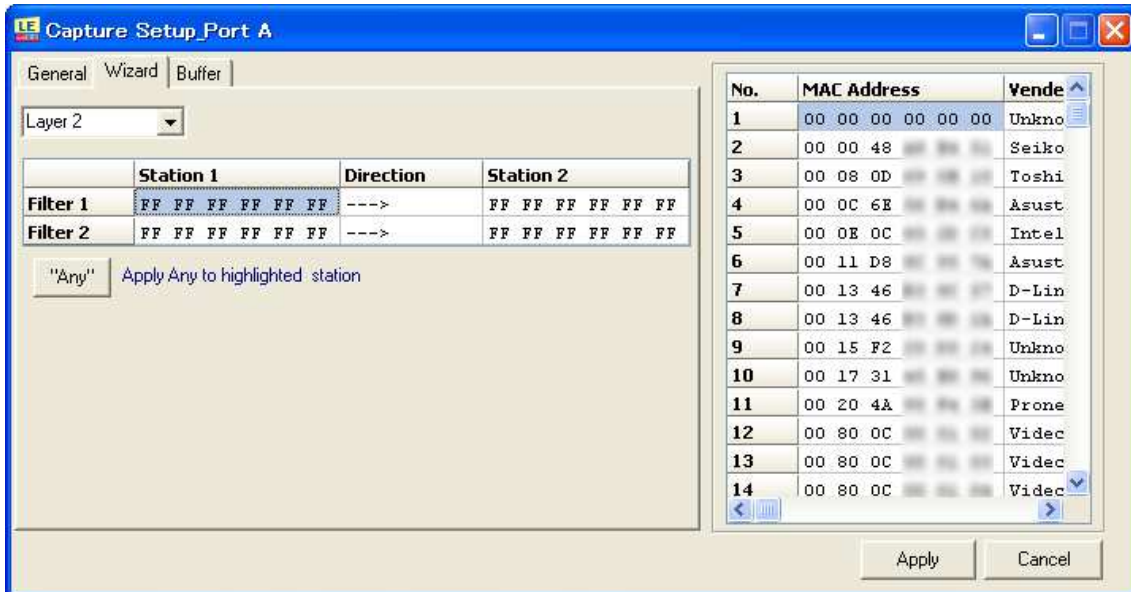 LE Capture Setup_Port A
General Wizard Buffer
Layer 2
Station 1 Direction Station 2
Filter 1 FF FF FF FF FF FF ---> FF FF FF FF FF FF
Filter 2 FF FF FF FF FF FF ---> FF FF FF FF FF FF
"Any" Apply Any to highlighted station
No. MAC Address Vende
1 00 00 00 00 00 00 Unkno
2 00 00 48 Seiko
3 00 08 0D Toshi
4 00 0C 6E Asust
5 00 0E 0C Intel
6 00 11 D8 Asust
7 00 13 46 D-Lin
8 00 13 46 D-Lin
9 00 15 F2 Unkno
10 00 17 31 Unkno
11 00 20 4A Prone
12 00 80 0C Videc
13 00 80 0C Videc
14 00 80 0C Videc
Apply Cancel